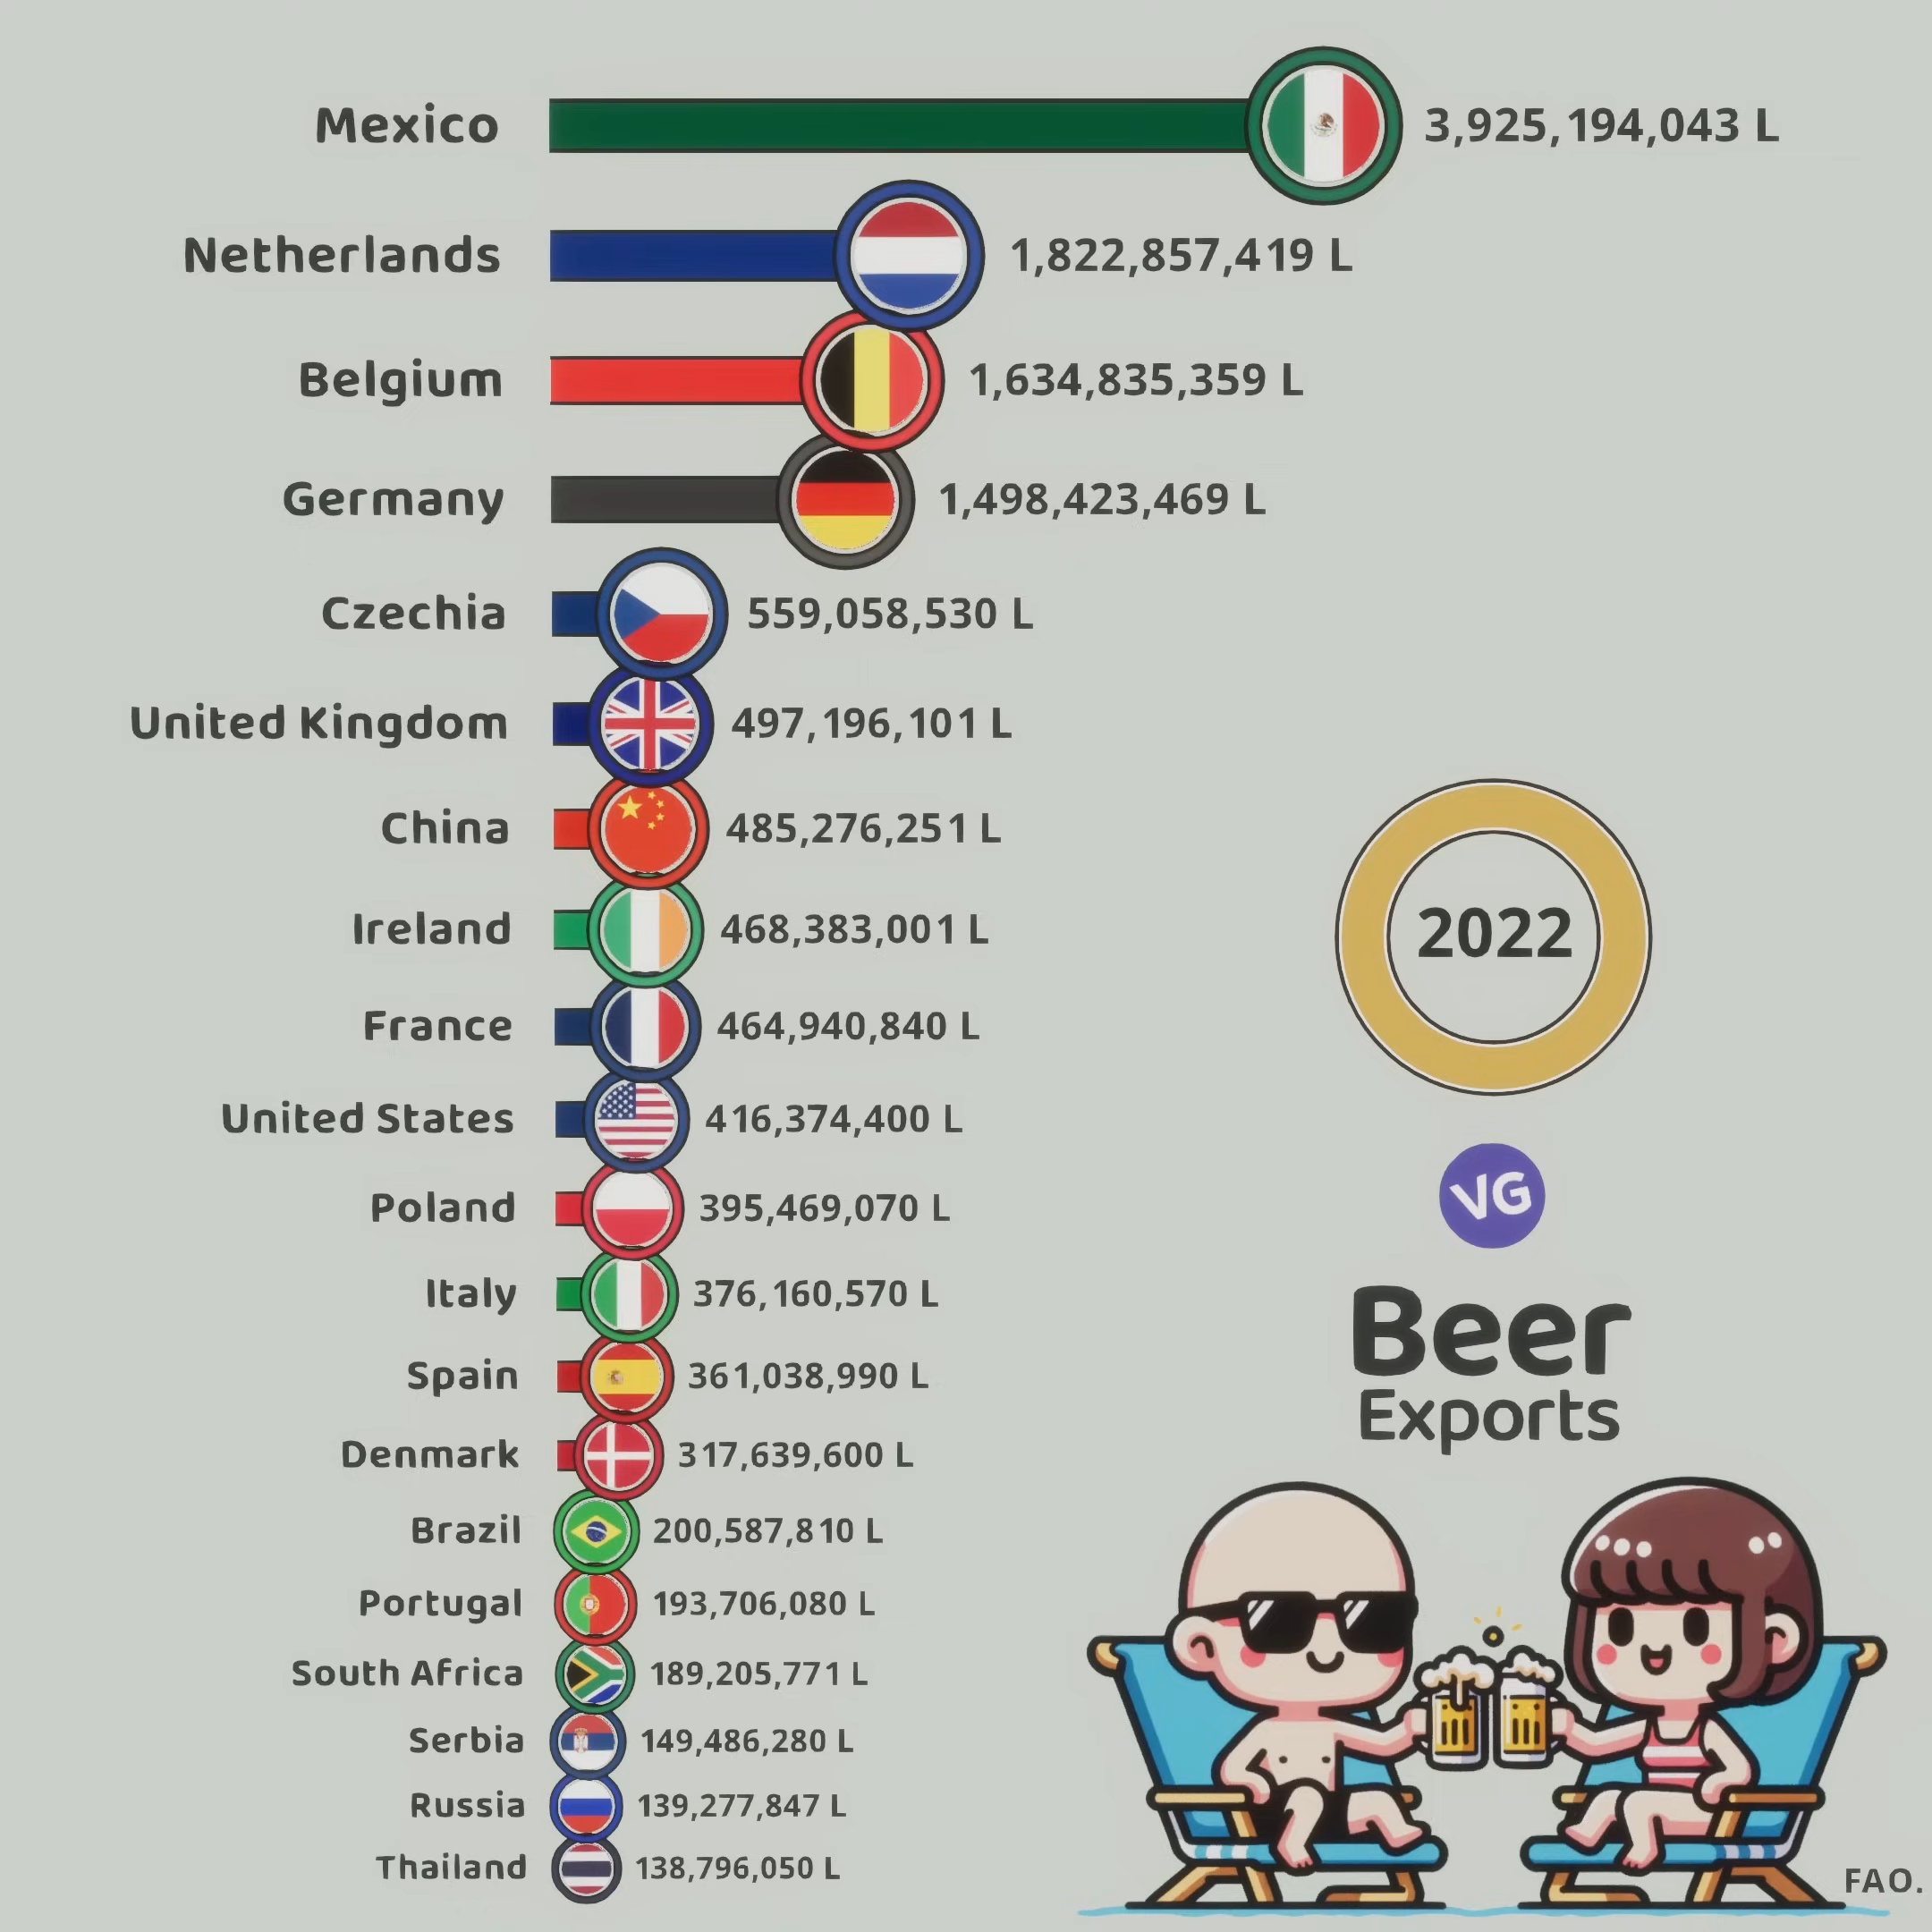 Mexico 3,925,194,043 L
Netherlands 1,822,857,419 L
Belgium 1,634,835,359 L
Germany 1,498,423,469 L
Czechia 559,058,530 L
United Kingdom 497,196,101 L
China 485,276,251 L
Ireland 468,383,001 L
France 464,940,840 L
United States 416,374,400 L
Poland 395,469,070 L
Italy 376,160,570 L
Spain 361,038,990 L
Denmark 317,639,600 L
Brazil 200,587,810 L
Portugal 193,706,080 L
South Africa 189,205,771 L
Serbia 149,486,280 L
Russia 139,277,847 L
Thailand 138,796,050 L
2022
VG
Beer
Exports
FAO.